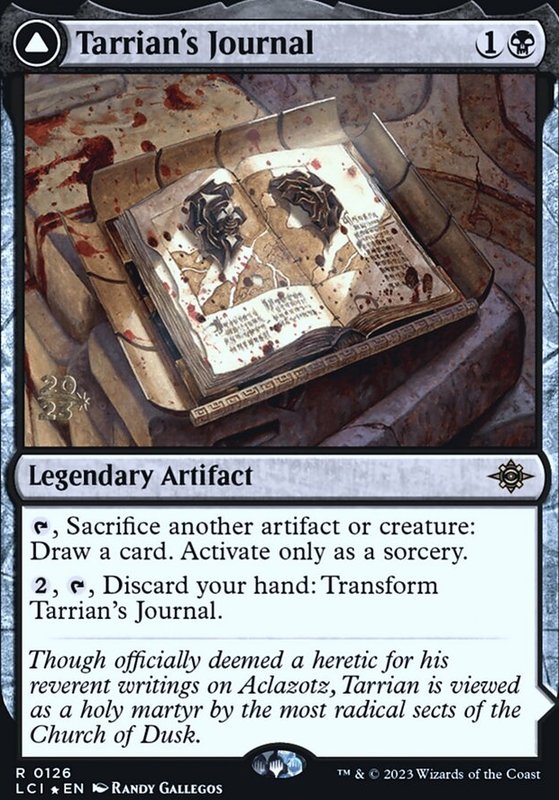 Tarrian's Journal
1
20
23
Legendary Artifact
, Sacrifice another artifact or creature:
Draw a card. Activate only as a sorcery.
2, , Discard your hand: Transform
Tarrian's Journal.
Though officially deemed a heretic for his
reverent writings on Aclazotz, Tarrian is viewed
as a holy martyr by the most radical sects of the
Church of Dusk.
R 0126
LCI ★ EN Randy Gallegos
™ & © 2023 Wizards of the Coast